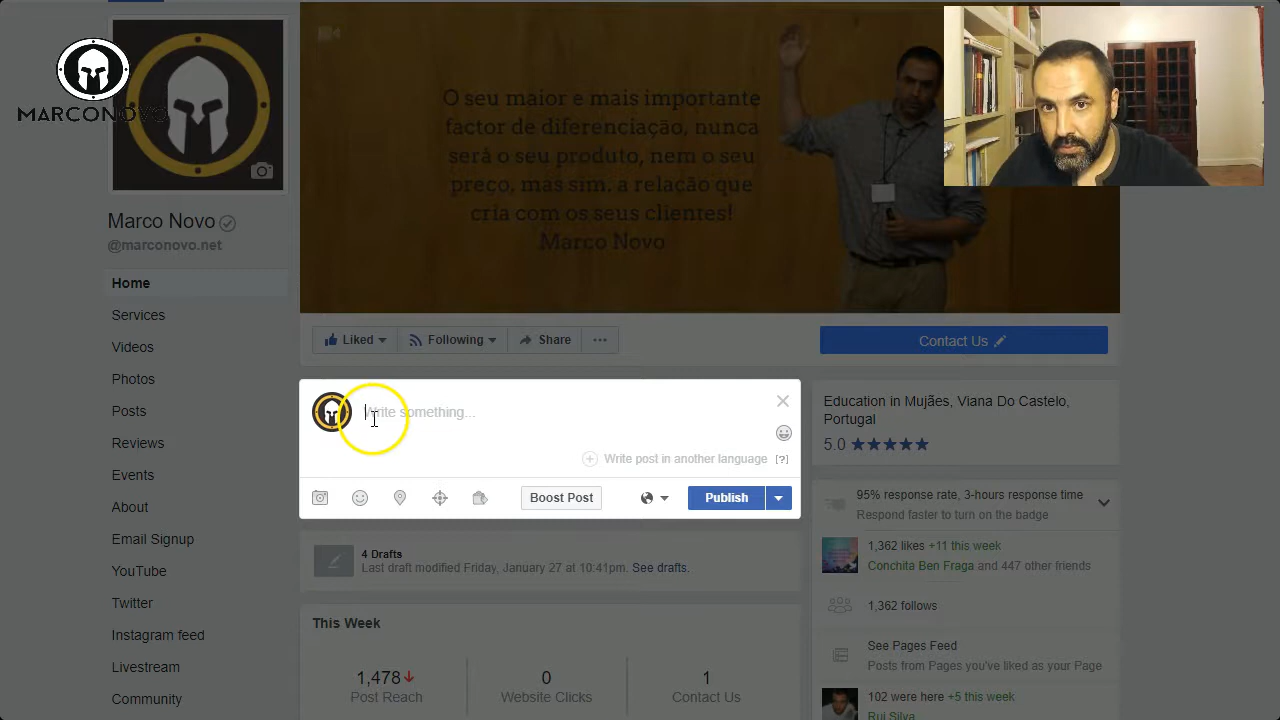 MARCONOVO
O seu maior e mais importante
factor de diferenciação, nunca
será o seu produto, nem o seu
preço, mas sim, a relação que
cria com os seus clientes!
Marco Novo
Marco Novo
@marconovo.net
Home
Services
Videos
Photos
Posts
Reviews
Events
About
Email Signup
YouTube
Twitter
Instagram feed
Livestream
Community
Liked
Following
Share
Contact Us
Write something...
Write post in another language [?]
Boost Post
Publish
4 Drafts
Last draft modified Friday, January 27 at 10:41pm. See drafts.
This Week
1,478
Post Reach
0
Website Clicks
1
Contact Us
Education in Mujães, Viana Do Castelo,
Portugal
5.0
95% response rate, 3-hours response time
Respond faster to turn on the badge
1,362 likes +11 this week
Conchita Ben Fraga and 447 other friends
1,362 follows
See Pages Feed
Posts from Pages you've liked as your Page
102 were here +5 this week
Rui Silva